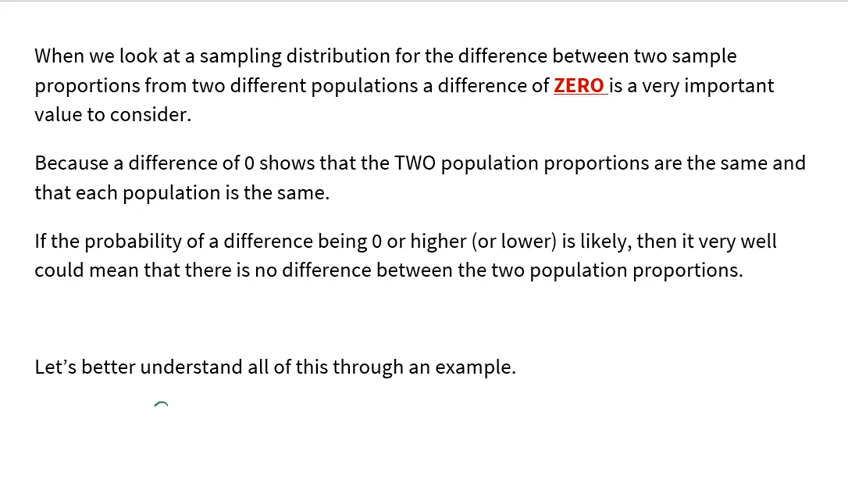 When we look at a sampling distribution for the difference between two sample
proportions from two different populations a difference of ZERO is a very important
value to consider.
Because a difference of 0 shows that the TWO population proportions are the same and
that each population is the same.
If the probability of a difference being 0 or higher (or lower) is likely, then it very well
could mean that there is no difference between the two population proportions.
Let’s better understand all of this through an example.